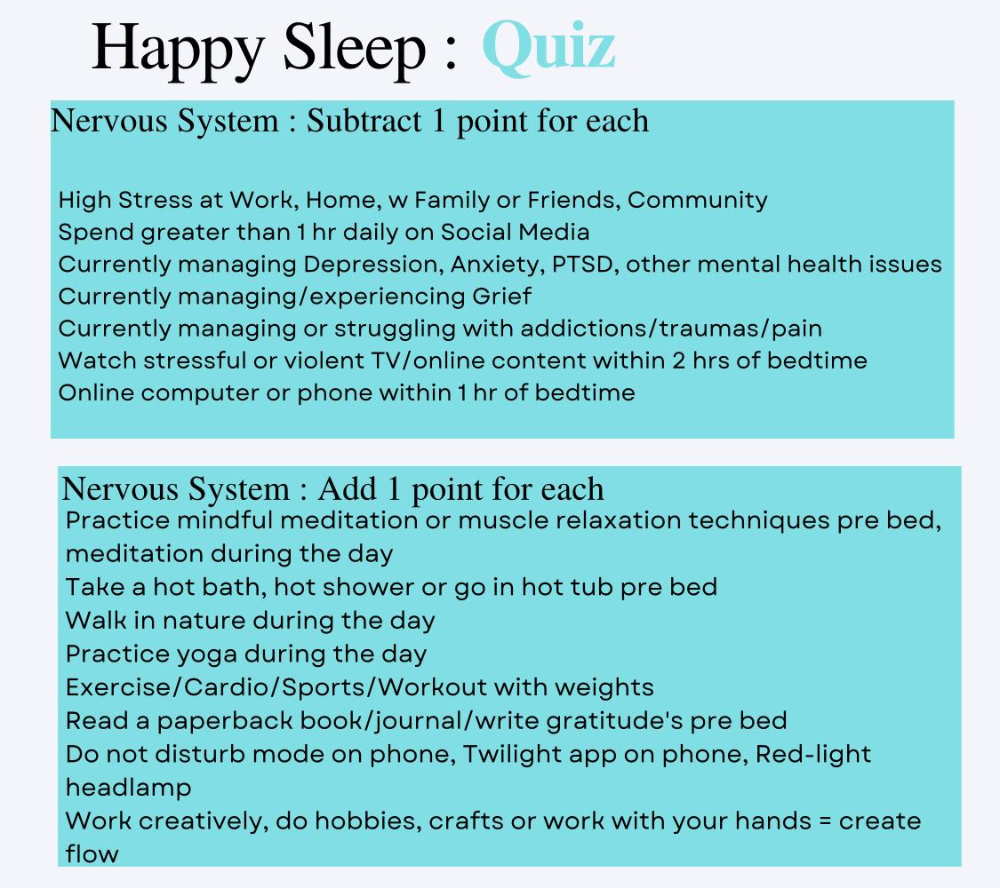 Happy Sleep : Quiz
Nervous System : Subtract 1 point for each
High Stress at Work, Home, w Family or Friends, Community
Spend greater than 1 hr daily on Social Media
Currently managing Depression, Anxiety, PTSD, other mental health issues
Currently managing/experiencing Grief
Currently managing or struggling with addictions/traumas/pain
Watch stressful or violent TV/online content within 2 hrs of bedtime
Online computer or phone within 1 hr of bedtime
Nervous System : Add 1 point for each
Practice mindful meditation or muscle relaxation techniques pre bed,
meditation during the day
Take a hot bath, hot shower or go in hot tub pre bed
Walk in nature during the day
Practice yoga during the day
Exercise/Cardio/Sports/Workout with weights
Read a paperback book/journal/write gratitude's pre bed
Do not disturb mode on phone, Twilight app on phone, Red-light
headlamp
Work creatively, do hobbies, crafts or work with your hands = create
flow